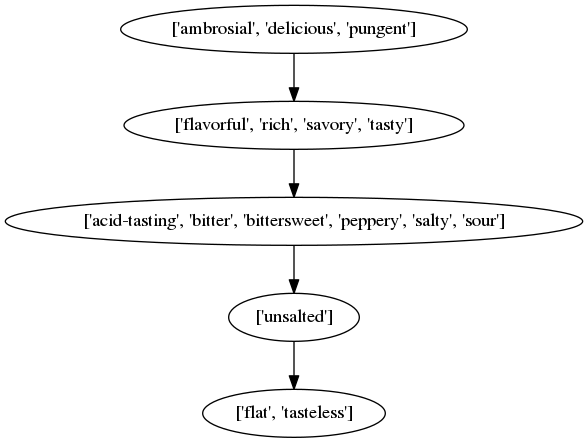 ['ambrosial', 'delicious', 'pungent']
['flavorful', 'rich', 'savory', 'tasty']
['acid-tasting', 'bitter', 'bittersweet', 'peppery', 'salty', 'sour']
['unsalted']
['flat', 'tasteless']